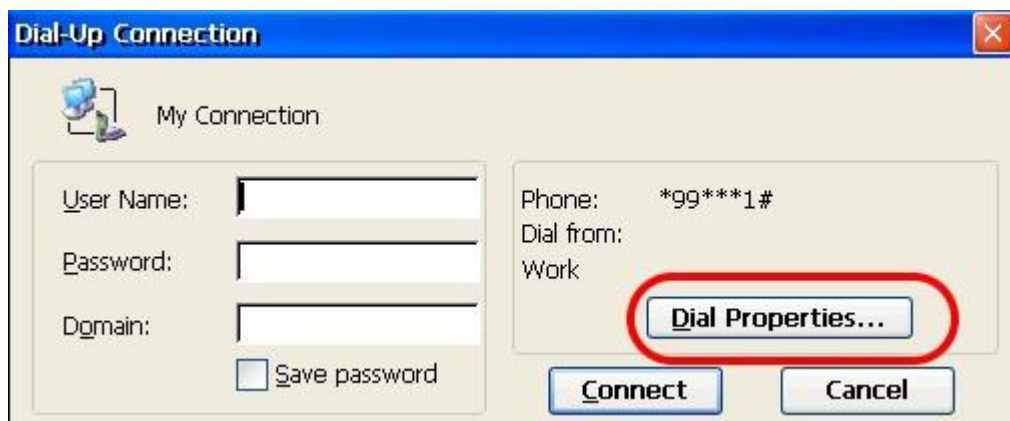 Dial-Up Connection
My Connection
User Name:
Password:
Domain:
Save password
Phone: *99***1#
Dial from:
Work
Dial Properties...
Connect Cancel